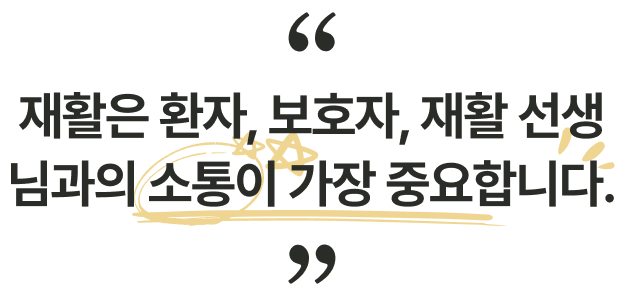 “
재활은 환자, 보호자, 재활 선생
님과의 소통이 가장 중요합니다.
”